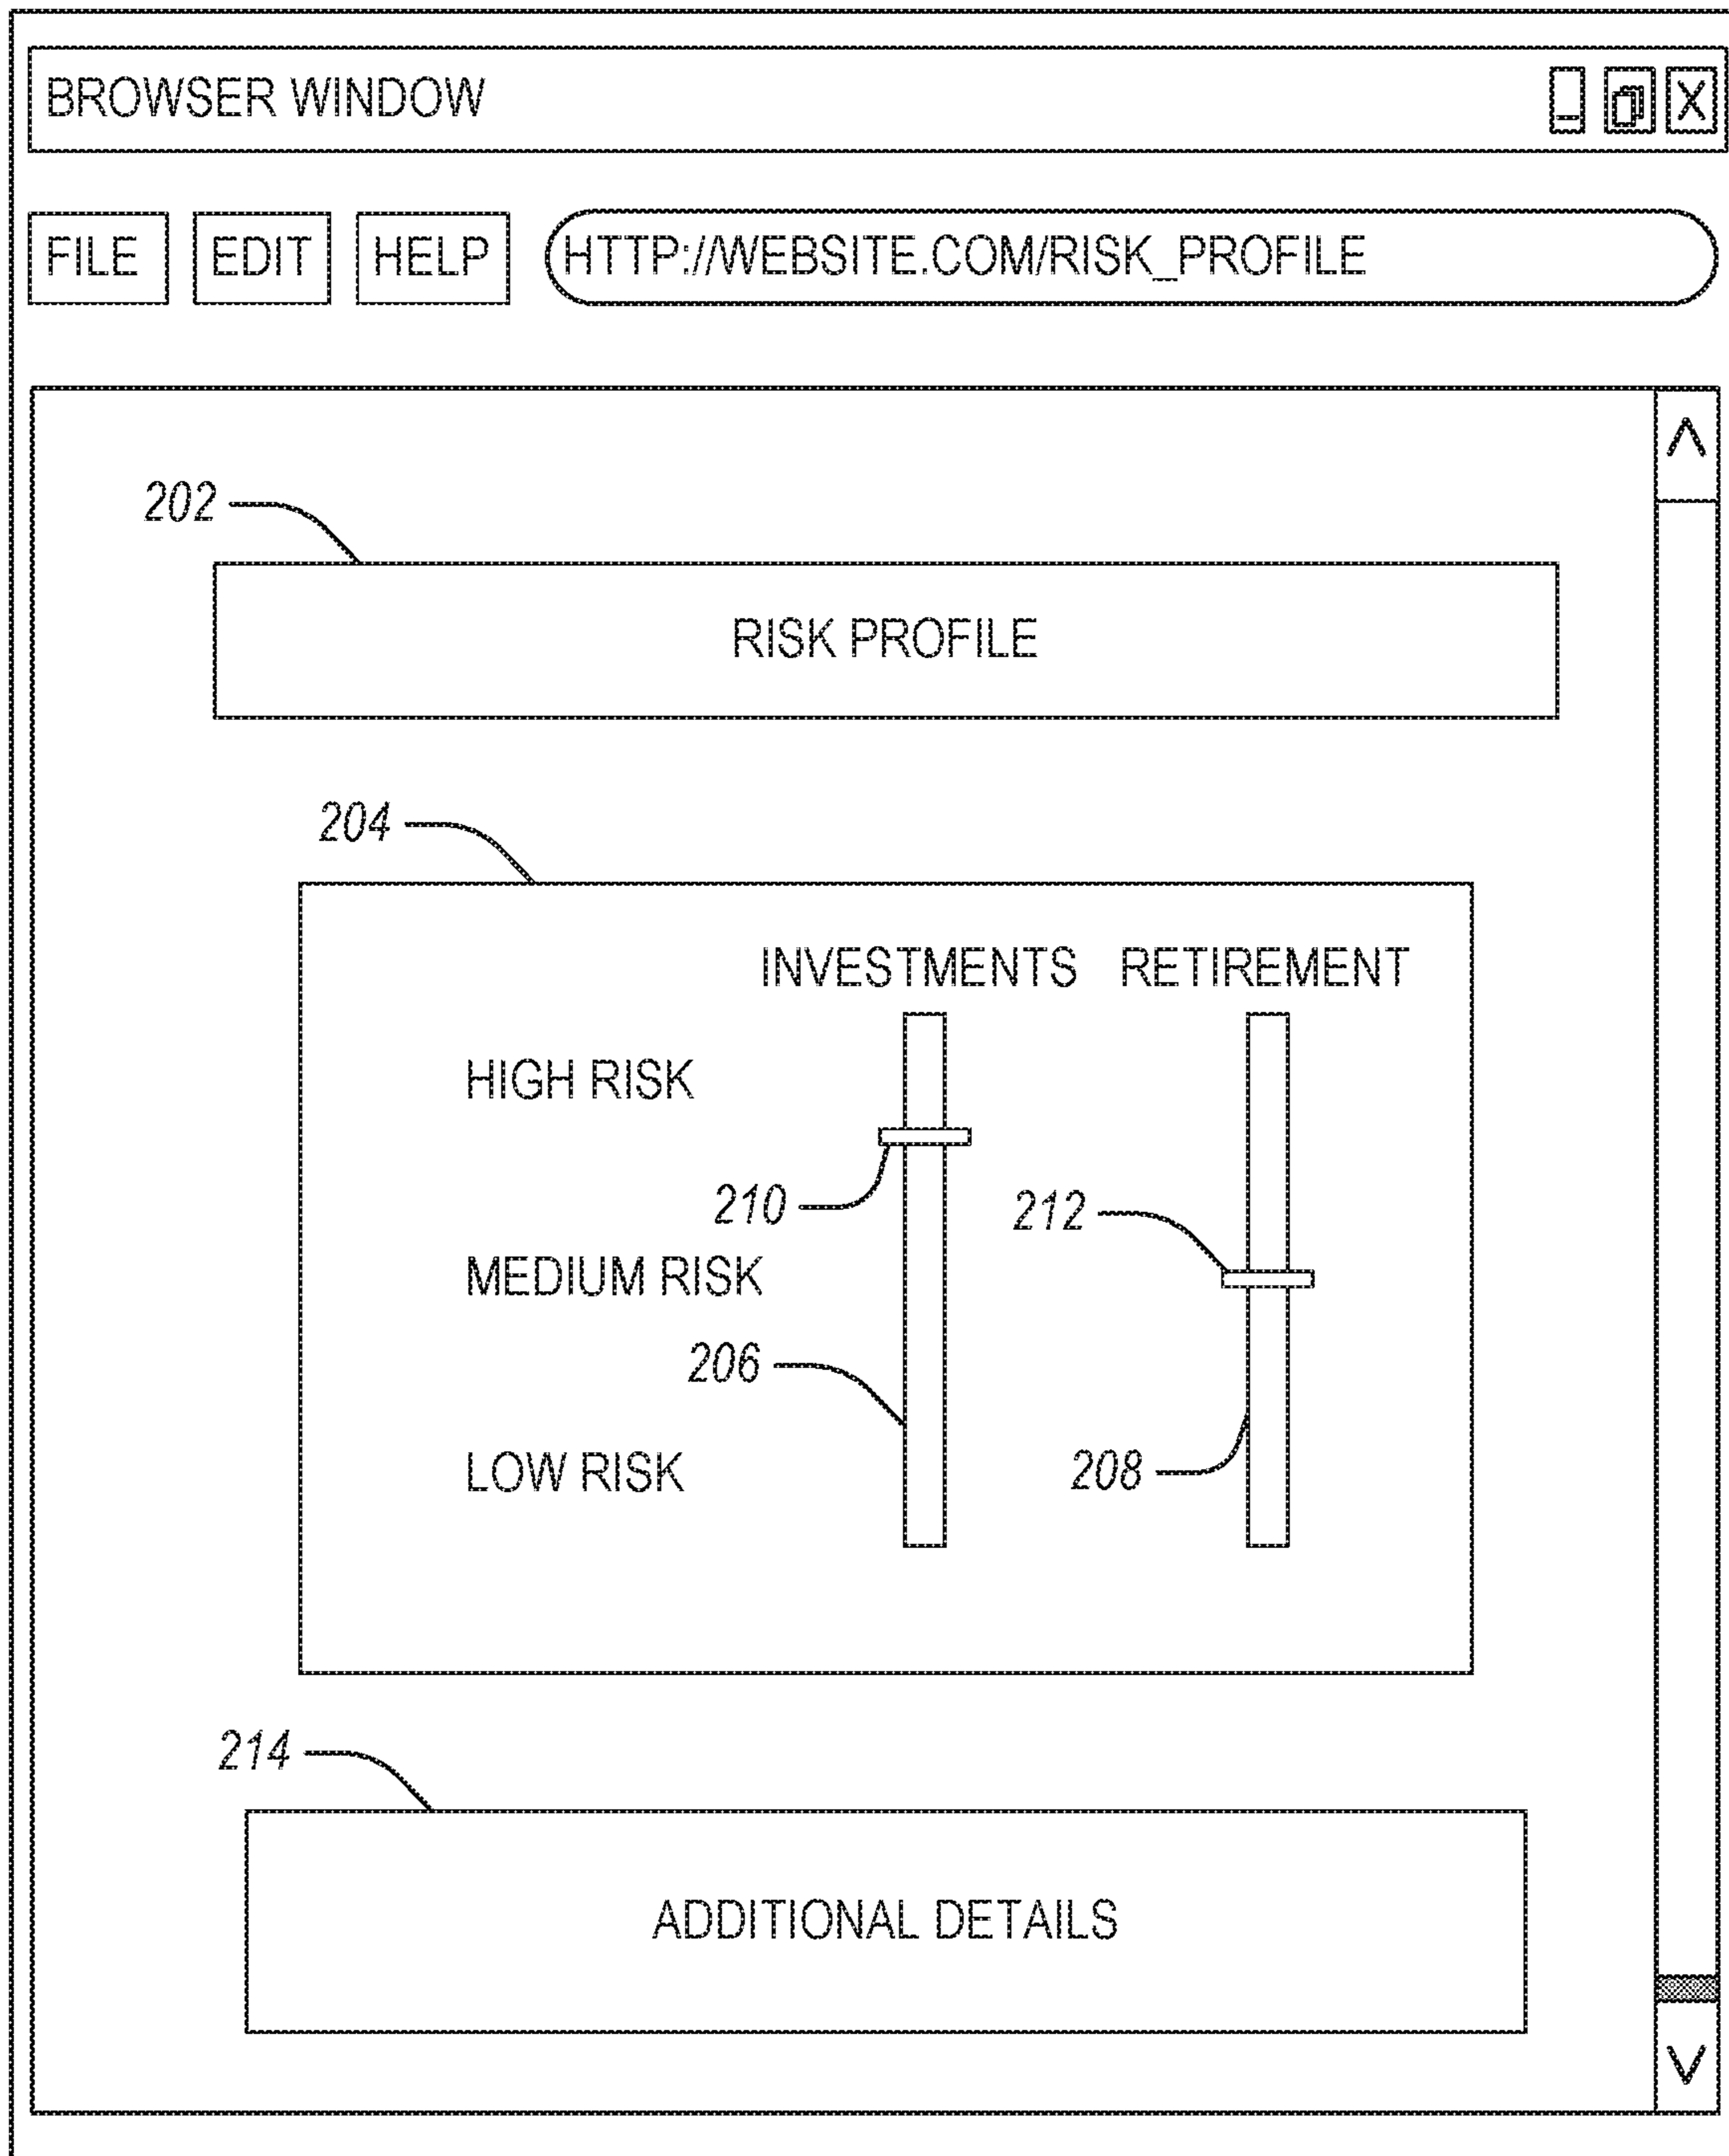 BROWSER WINDOW
X
FILE EDIT HELP HTTP://WEBSITE.COM/RISK_PROFILE
202
RISK PROFILE
204
INVESTMENTS RETIREMENT
HIGH RISK
210 212
MEDIUM RISK
206
LOW RISK 208
214
ADDITIONAL DETAILS